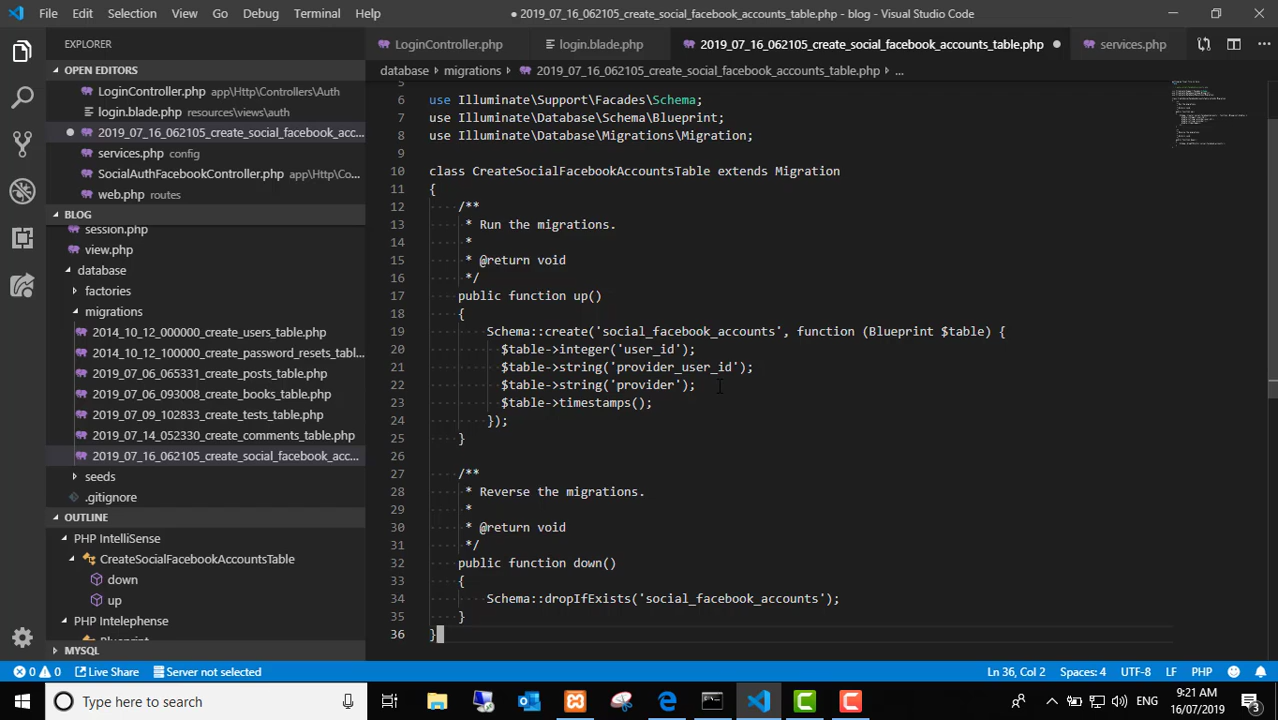 File Edit Selection View Go Debug Terminal Help
● 2019_07_16_062105_create_social_facebook_accounts_table.php - blog - Visual Studio Code
EXPLORER
LoginController.php
login.blade.php
2019_07_16_062105_create_social_facebook_accounts_table.php ●
services.php
OPEN EDITORS
database › migrations › 2019_07_16_062105_create_social_facebook_accounts_table.php › ...
LoginController.php app\Http\Controllers\Auth
login.blade.php resources\views\auth
● 2019_07_16_062105_create_social_facebook_acc...
services.php config
SocialAuthFacebookController.php app\Http\Co...
web.php routes
BLOG
session.php
view.php
database
factories
migrations
2014_10_12_000000_create_users_table.php
2014_10_12_100000_create_password_resets_tabl...
2019_07_06_065331_create_posts_table.php
2019_07_06_093008_create_books_table.php
2019_07_09_102833_create_tests_table.php
2019_07_14_052330_create_comments_table.php
2019_07_16_062105_create_social_facebook_acc...
seeds
.gitignore
OUTLINE
PHP IntelliSense
CreateSocialFacebookAccountsTable
down
up
PHP Intelephense
MYSQL
5
6 use Illuminate\Support\Facades\Schema;
7 use Illuminate\Database\Schema\Blueprint;
8 use Illuminate\Database\Migrations\Migration;
9
10 class CreateSocialFacebookAccountsTable extends Migration
11 {
12 /**
13 * Run the migrations.
14 *
15 * @return void
16 */
17 public function up()
18 {
19 Schema::create('social_facebook_accounts', function (Blueprint $table) {
20 $table->integer('user_id');
21 $table->string('provider_user_id');
22 $table->string('provider');
23 $table->timestamps();
24 });
25 }
26
27 /**
28 * Reverse the migrations.
29 *
30 * @return void
31 */
32 public function down()
33 {
34 Schema::dropIfExists('social_facebook_accounts');
35 }
36 }
0 0 Live Share Server not selected
Ln 36, Col 2 Spaces: 4 UTF-8 LF PHP
Type here to search
ENG
9:21 AM
16/07/2019
3